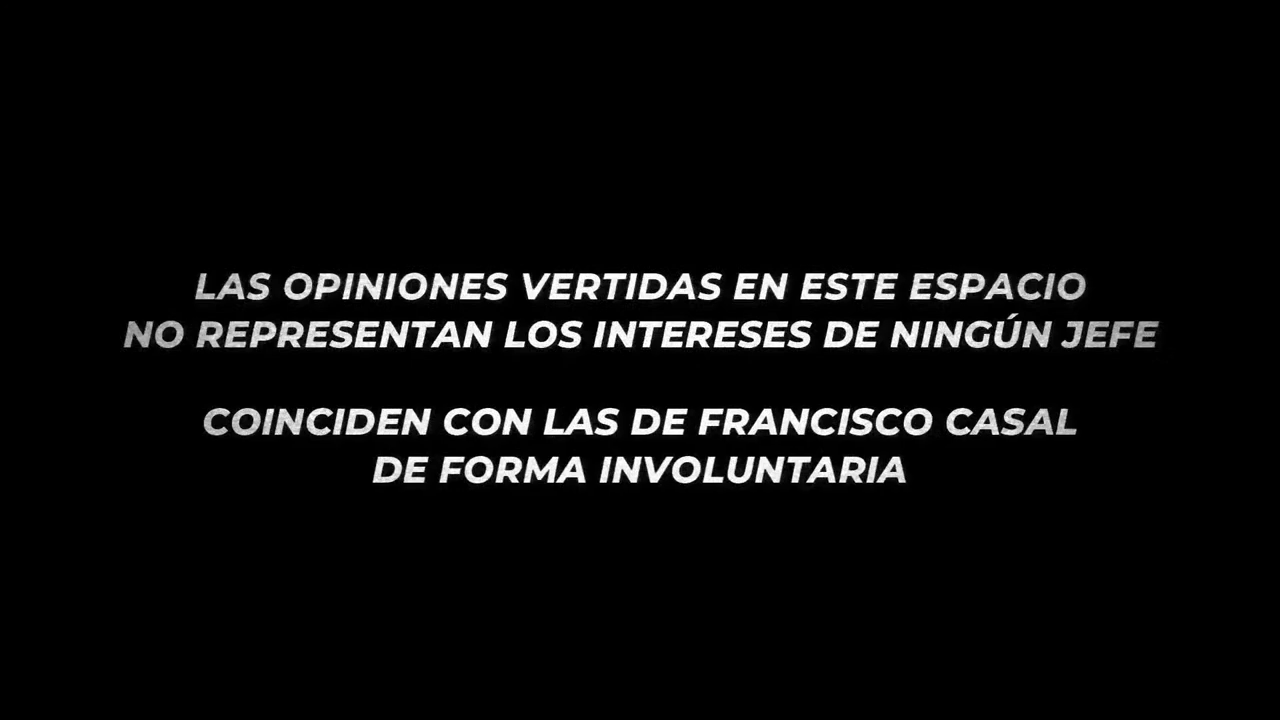 LAS OPINIONES VERTIDAS EN ESTE ESPACIO
NO REPRESENTAN LOS INTERESES DE NINGÚN JEFE
COINCIDEN CON LAS DE FRANCISCO CASAL
DE FORMA INVOLUNTARIA